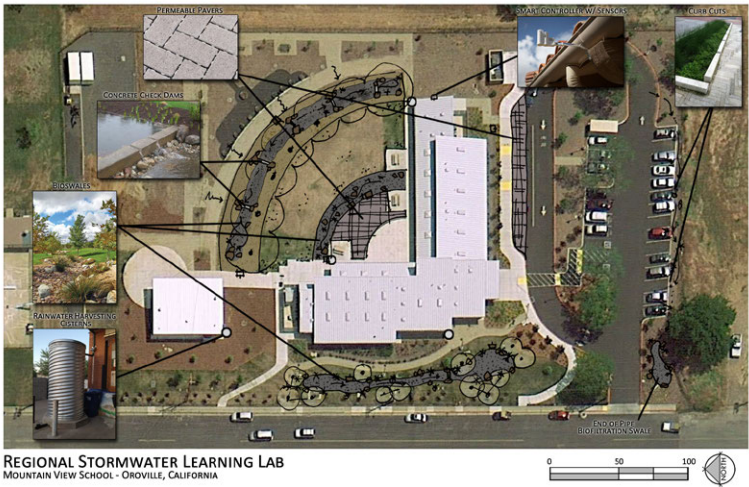 PERMEABLE PAVERS
SMART CONTROLLER W/ SENSORS
CURB CUTS
CONCRETE CHECK DAMS
BIOSWALES
RAINWATER HARVESTING
CISTERNS
END OF PIPE
BIOFILTRATION SWALE
REGIONAL STORMWATER LEARNING LAB
MOUNTAIN VIEW SCHOOL - OROVILLE, CALIFORNIA
0 50 100
NORTH